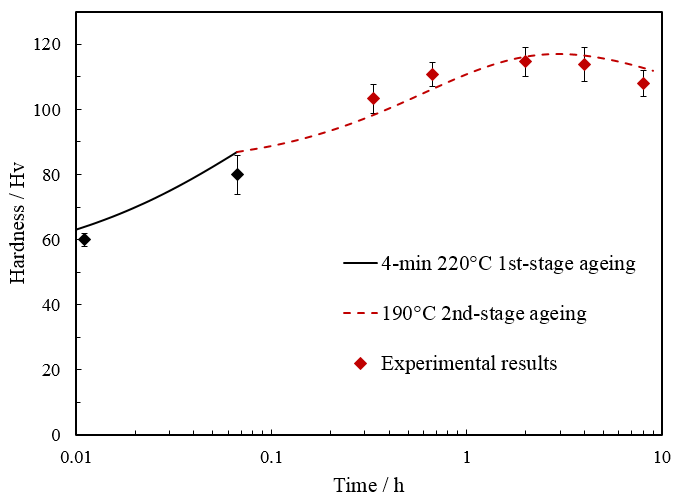 120
100
80
60
40
20
0
Hardness / Hv
4-min 220°C 1st-stage ageing
190°C 2nd-stage ageing
Experimental results
0.01 0.1 1 10
Time / h